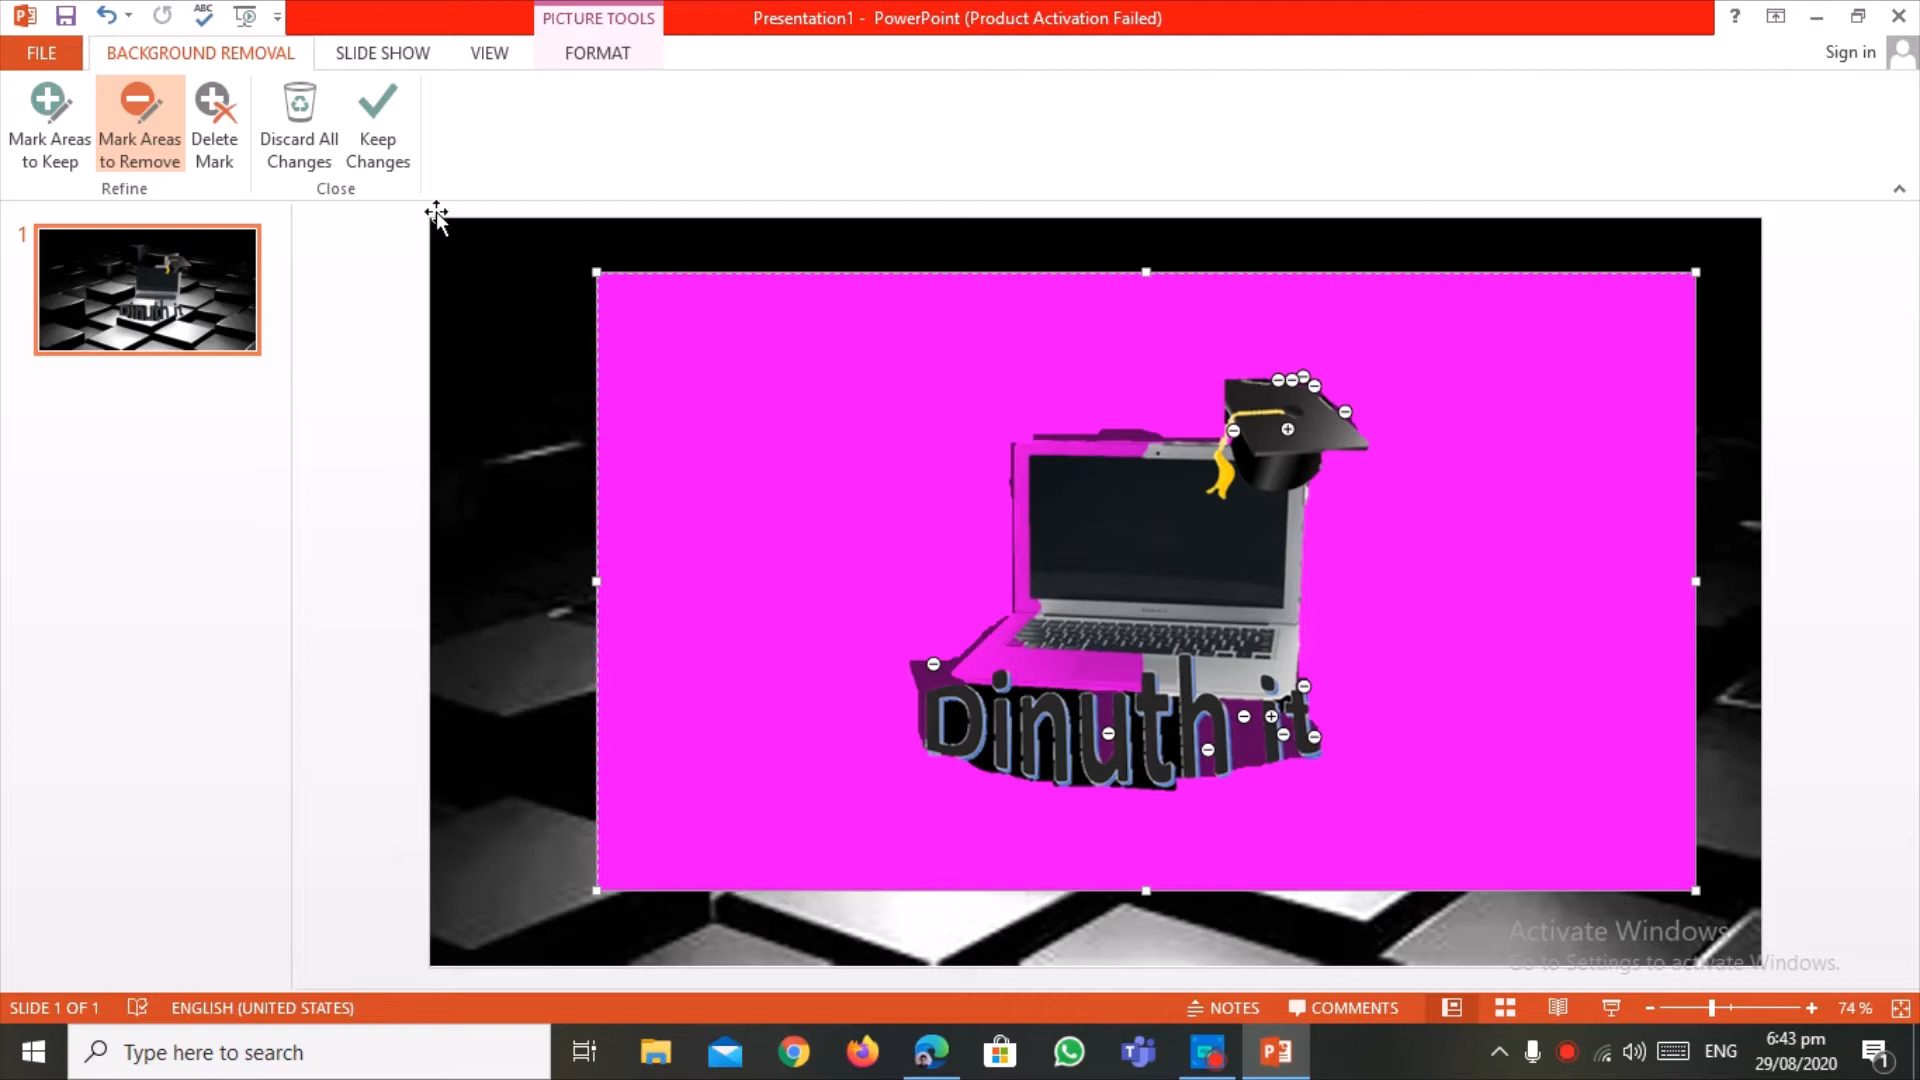 PICTURE TOOLS
Presentation1 - PowerPoint (Product Activation Failed)
FILE
BACKGROUND REMOVAL
SLIDE SHOW
VIEW
FORMAT
Sign in
Mark Areas to Keep
Mark Areas to Remove
Delete Mark
Discard All Changes
Keep Changes
Refine
Close
1
Dinuth it
Dinuth it
Activate Windows
Go to Settings to activate Windows.
SLIDE 1 OF 1
ENGLISH (UNITED STATES)
NOTES
COMMENTS
74 %
Type here to search
ENG
6:43 pm
29/08/2020
1